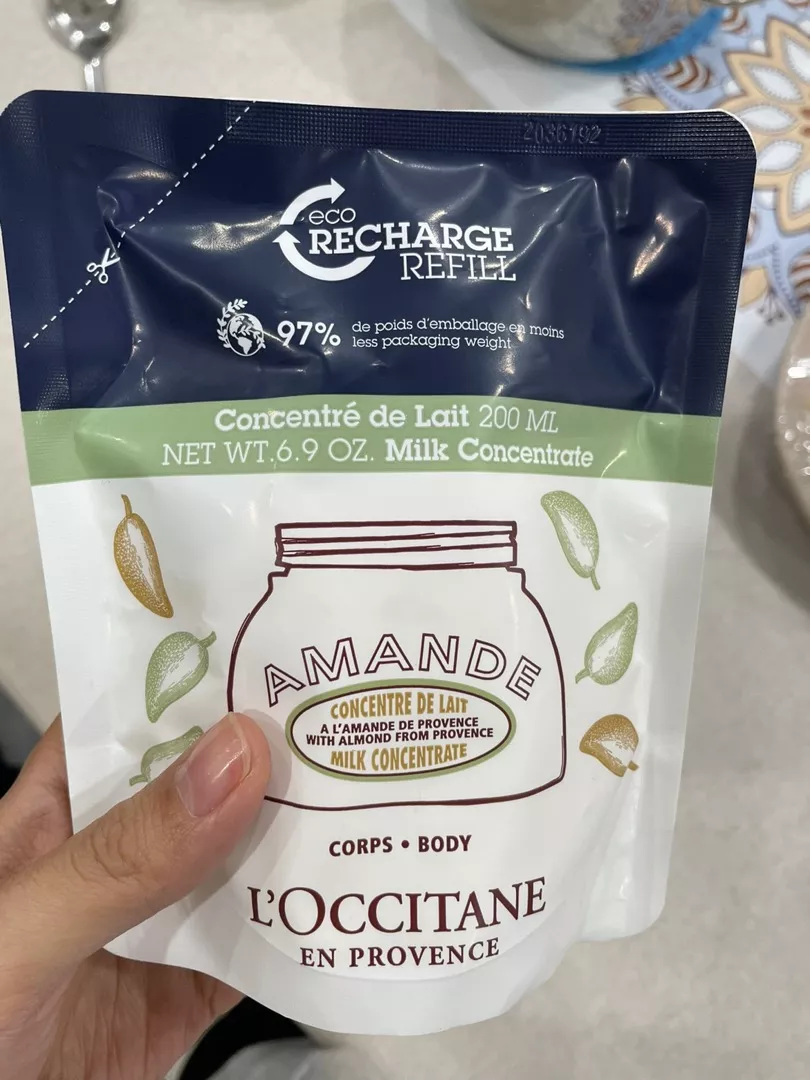 2036192
eco
RECHARGE
REFILL
97% de poids d'emballage en moins
less packaging weight
Concentré de Lait 200 ML
NET WT.6.9 OZ. Milk Concentrate
AMANDE
CONCENTRE DE LAIT
A L'AMANDE DE PROVENCE
WITH ALMOND FROM PROVENCE
MILK CONCENTRATE
CORPS • BODY
L'OCCITANE
EN PROVENCE